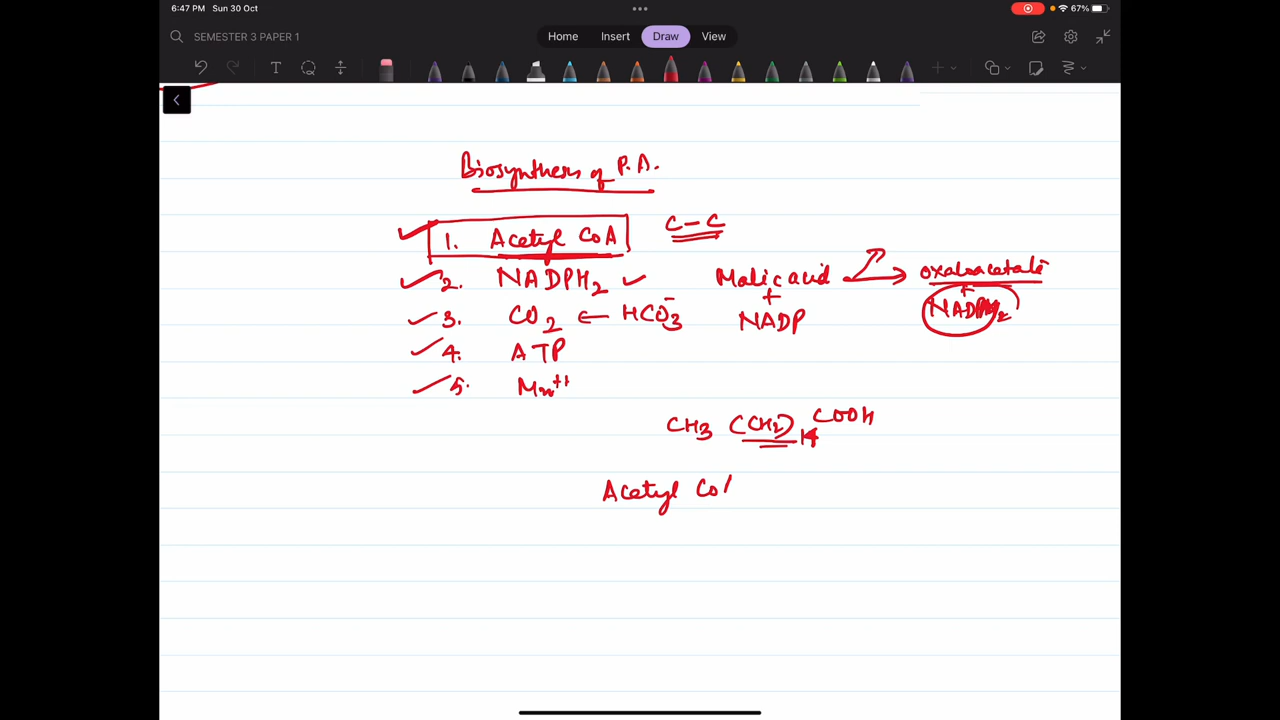 6:47 PM Sun 30 Oct
67%
SEMESTER 3 PAPER 1
Home Insert Draw View
Biosynthesis of P.A.
1. Acetyl CoA C-C
2. NADPH2 Malic acid → oxaloacetate
+ +
3. CO2 ← HCO3- NADP NADPH2
4. ATP
5. Mn++
CH3 (CH2)14 COOH
Acetyl Co